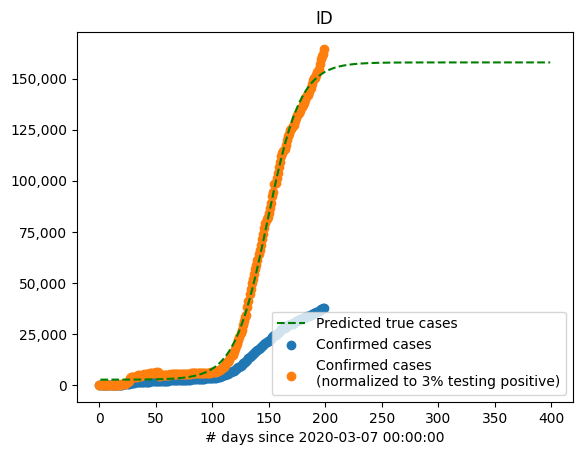 ID
150,000
125,000
100,000
75,000
50,000
25,000
0
Predicted true cases
Confirmed cases
Confirmed cases
(normalized to 3% testing positive)
0 50 100 150 200 250 300 350 400
# days since 2020-03-07 00:00:00